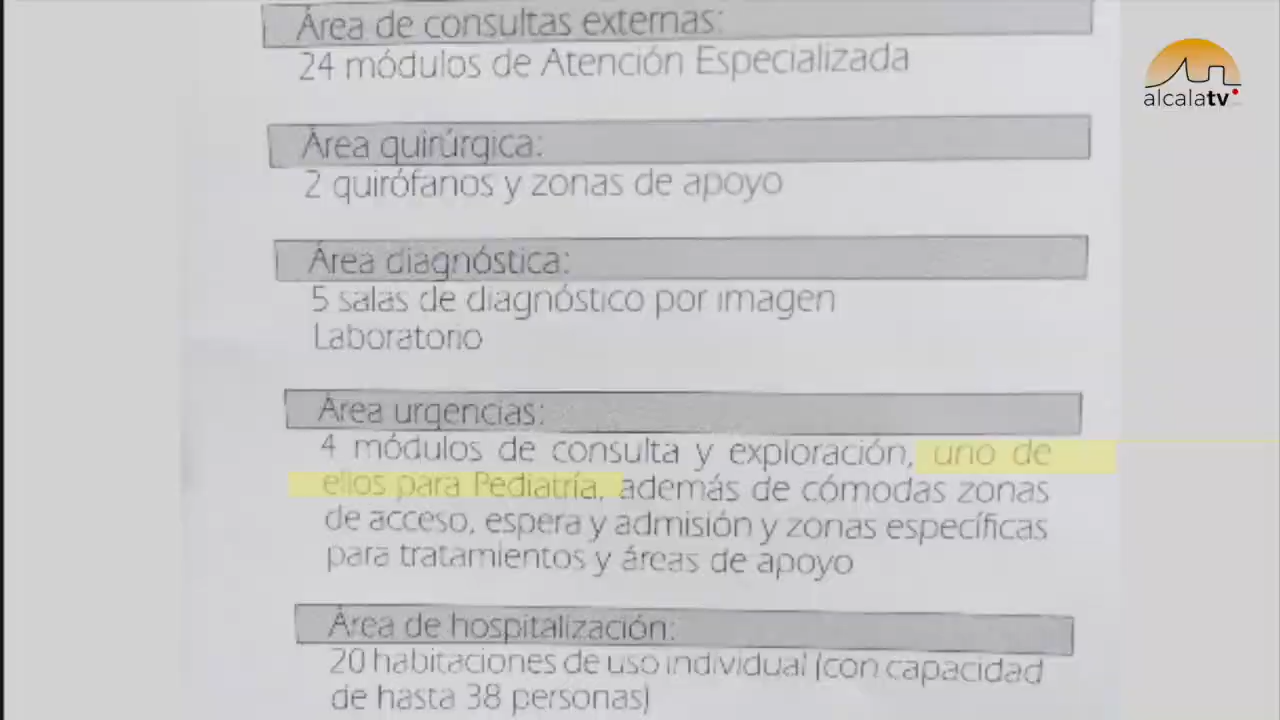 Área de consultas externas:
24 módulos de Atención Especializada
alcalatv
Área quirúrgica:
2 quirófanos y zonas de apoyo
Área diagnóstica:
5 salas de diagnóstico por imagen
Laboratorio
Área urgencias:
4 módulos de consulta y exploración, uno de
ellos para Pediatría, además de cómodas zonas
de acceso, espera y admisión y zonas específicas
para tratamientos y áreas de apoyo
Área de hospitalización:
20 habitaciones de uso individual (con capacidad
de hasta 38 personas)